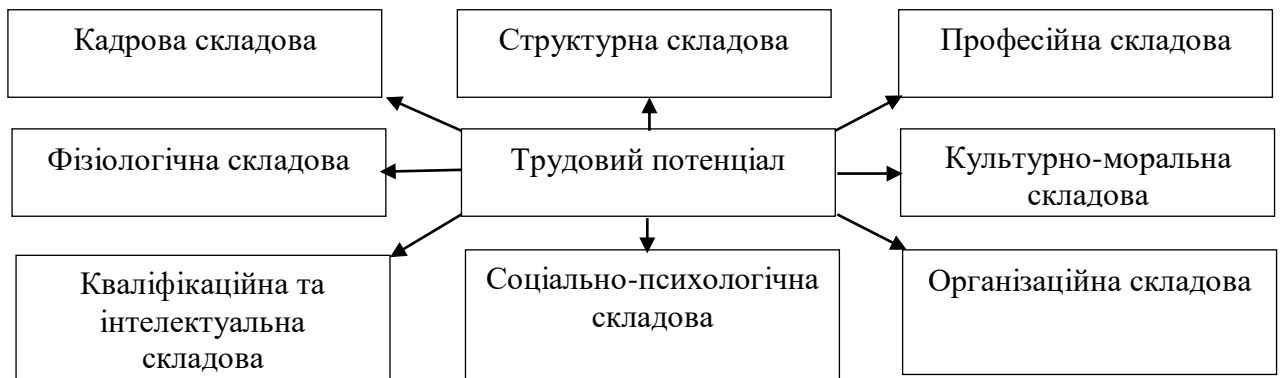 Кадрова складова
Структурна складова
Професійна складова
Фізіологічна складова
Трудовий потенціал
Культурно-моральна
складова
Кваліфікаційна та
інтелектуальна
складова
Соціально-психологічна
складова
Організаційна складова